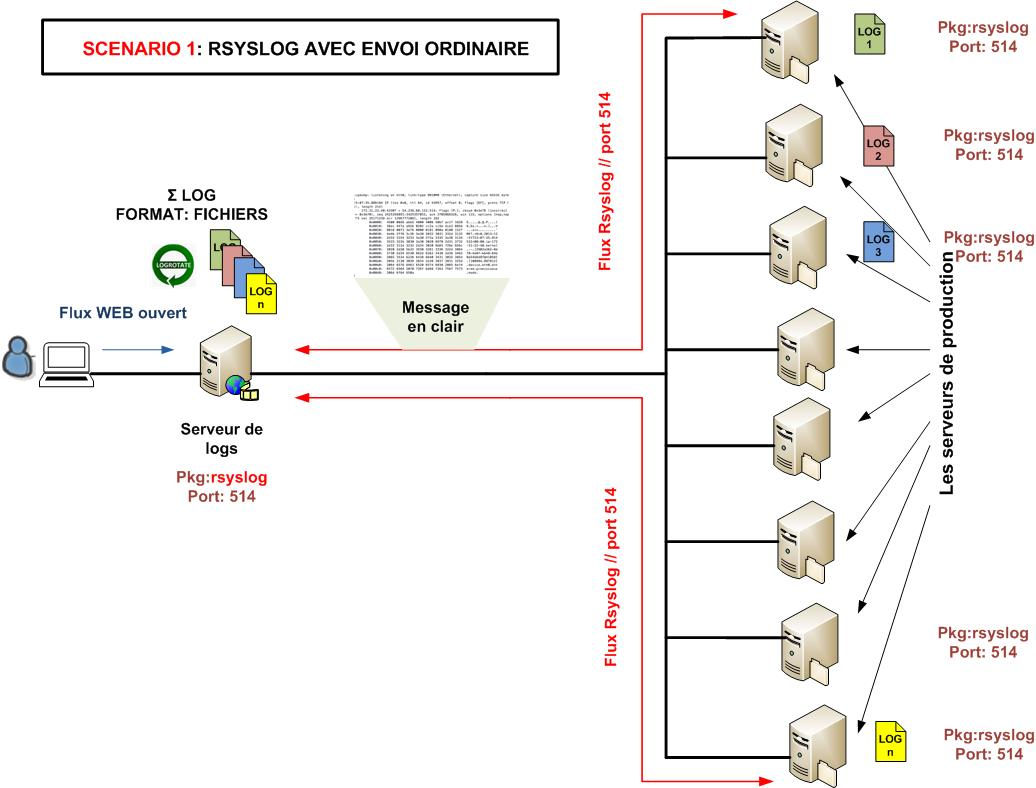 SCENARIO 1: RSYSLOG AVEC ENVOI ORDINAIRE
LOG
1
Pkg:rsyslog
Port: 514
Flux Rsyslog // port 514
LOG
2
Pkg:rsyslog
Port: 514
Σ LOG
FORMAT: FICHIERS
LOGROTATE
LOG
LOG
n
LOG
3
Pkg:rsyslog
Port: 514
Message
en clair
Flux WEB ouvert
Les serveurs de production
Serveur de
logs
Pkg:rsyslog
Port: 514
Flux Rsyslog // port 514
Pkg:rsyslog
Port: 514
LOG
n
Pkg:rsyslog
Port: 514